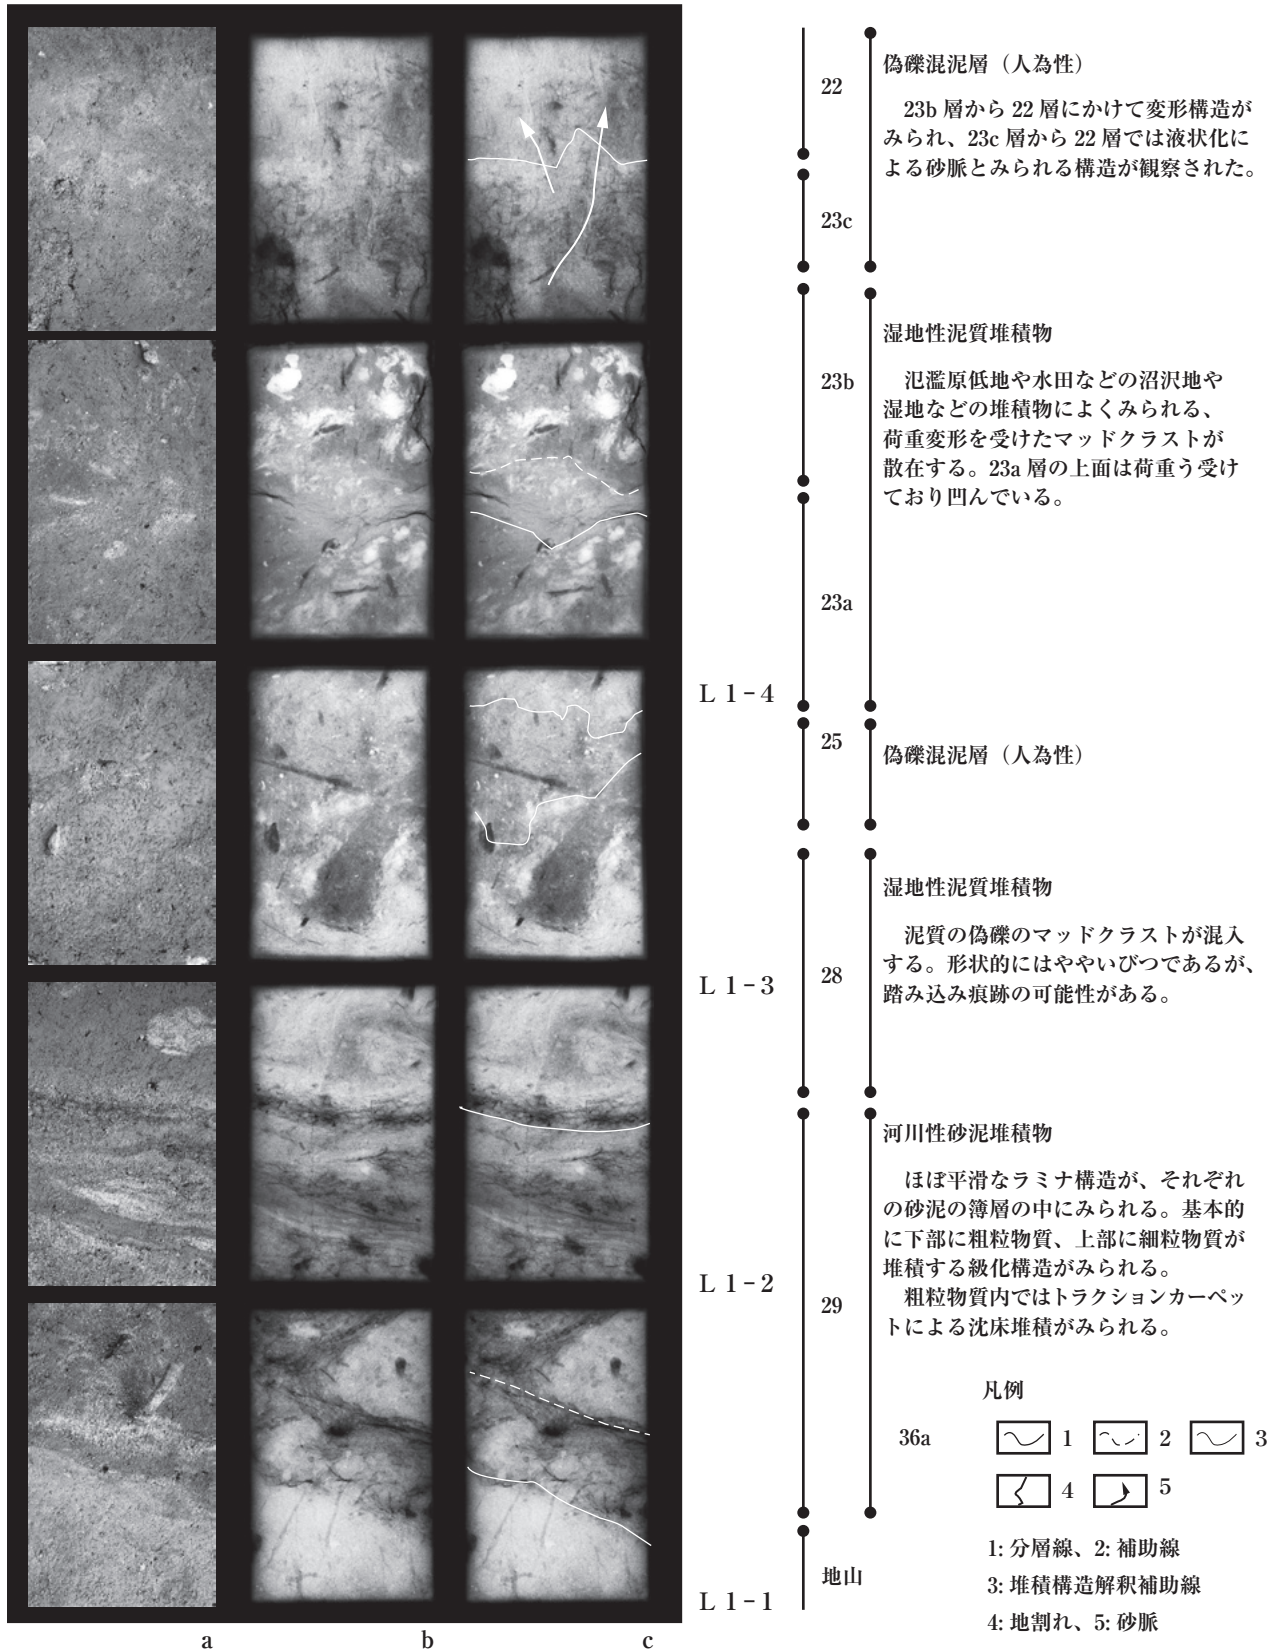 22
偽礫混泥層（人為性）
23b 層から 22 層にかけて変形構造が
みられ、23c 層から 22 層では液状化に
よる砂脈とみられる構造が観察された。
23c
湿地性泥質堆積物
23b
氾濫原低地や水田などの沼沢地や
湿地などの堆積物によくみられる、
荷重変形を受けたマッドクラストが
散在する。23a 層の上面は荷重う受け
ており凹んでいる。
23a
L 1-4
25
偽礫混泥層（人為性）
湿地性泥質堆積物
泥質の偽礫のマッドクラストが混入
する。形状的にはややいびつであるが、
踏み込み痕跡の可能性がある。
28
L 1-3
河川性砂泥堆積物
ほぼ平滑なラミナ構造が、それぞれ
の砂泥の簿層の中にみられる。基本的
に下部に粗粒物質、上部に細粒物質が
堆積する級化構造がみられる。
粗粒物質内ではトラクションカーペッ
トによる沈床堆積がみられる。
L 1-2
29
凡例
36a
1
2
3
4
5
1: 分層線、2: 補助線
3: 堆積構造解釈補助線
4: 地割れ、5: 砂脈
地山
L 1-1
a
b
c